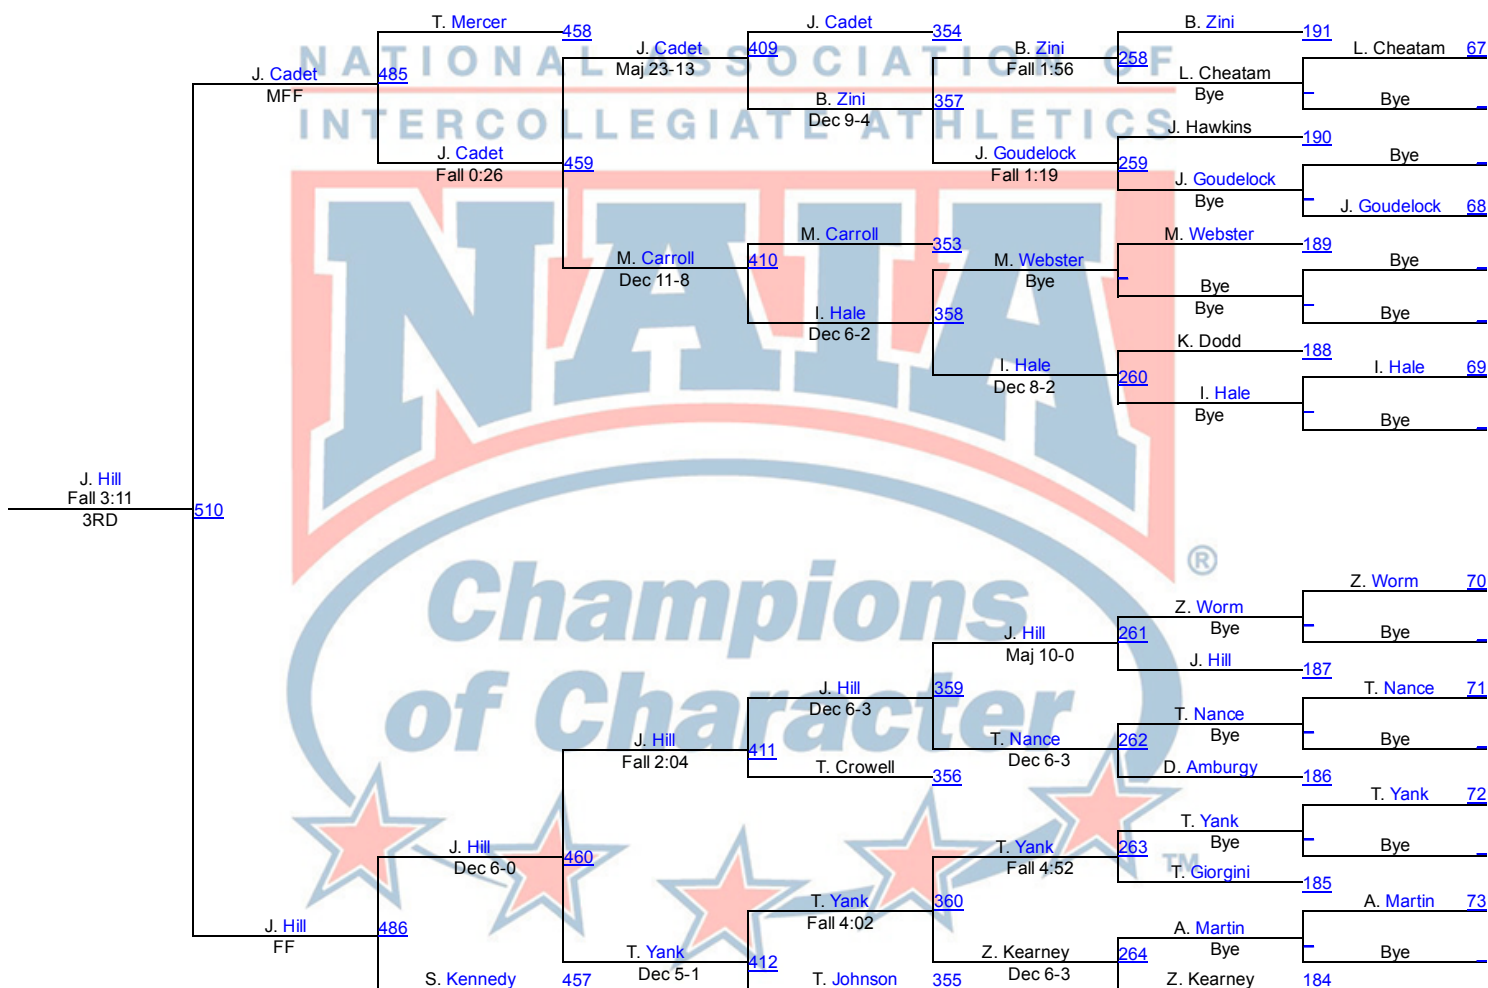 T. Mercer
458
J. Cadet
354
B. Zini
191
L. Cheatam 67
NATIONAL ASSOCIATION OF
J. Cadet
409
Maj 23-13
B. Zini
258
Fall 1:56
J. Cadet
485
MFF
L. Cheatam
Bye
B. Zini
357
Dec 9-4
Bye
INTERCOLLEGIATE ATHLETICS
J. Hawkins
190
J. Cadet
459
Fall 0:26
J. Goudelock
259
Fall 1:19
Bye
J. Goudelock
Bye
J. Goudelock 68
NAIA
M. Carroll
353
M. Webster
189
M. Carroll
410
Dec 11-8
M. Webster
Bye
Bye
Bye
Bye
I. Hale
358
Dec 6-2
Bye
K. Dodd
188
I. Hale
260
Dec 8-2
I. Hale 69
I. Hale
Bye
Bye
J. Hill
Fall 3:11
510
3RD
®
Champions
of Character
TM
Z. Worm 70
Z. Worm
Bye
J. Hill
261
Maj 10-0
Bye
J. Hill
187
J. Hill
359
Dec 6-3
T. Nance 71
T. Nance
Bye
J. Hill
411
Fall 2:04
T. Nance
262
Dec 6-3
Bye
T. Crowell
356
D. Amburgy
186
T. Yank 72
T. Yank
Bye
J. Hill
460
Dec 6-0
T. Yank
263
Fall 4:52
Bye
T. Giorgini
185
T. Yank
360
Fall 4:02
A. Martin 73
J. Hill
486
FF
A. Martin
Bye
T. Yank
412
Dec 5-1
Z. Kearney
264
Dec 6-3
Bye
S. Kennedy
457
T. Johnson
355
Z. Kearney
184